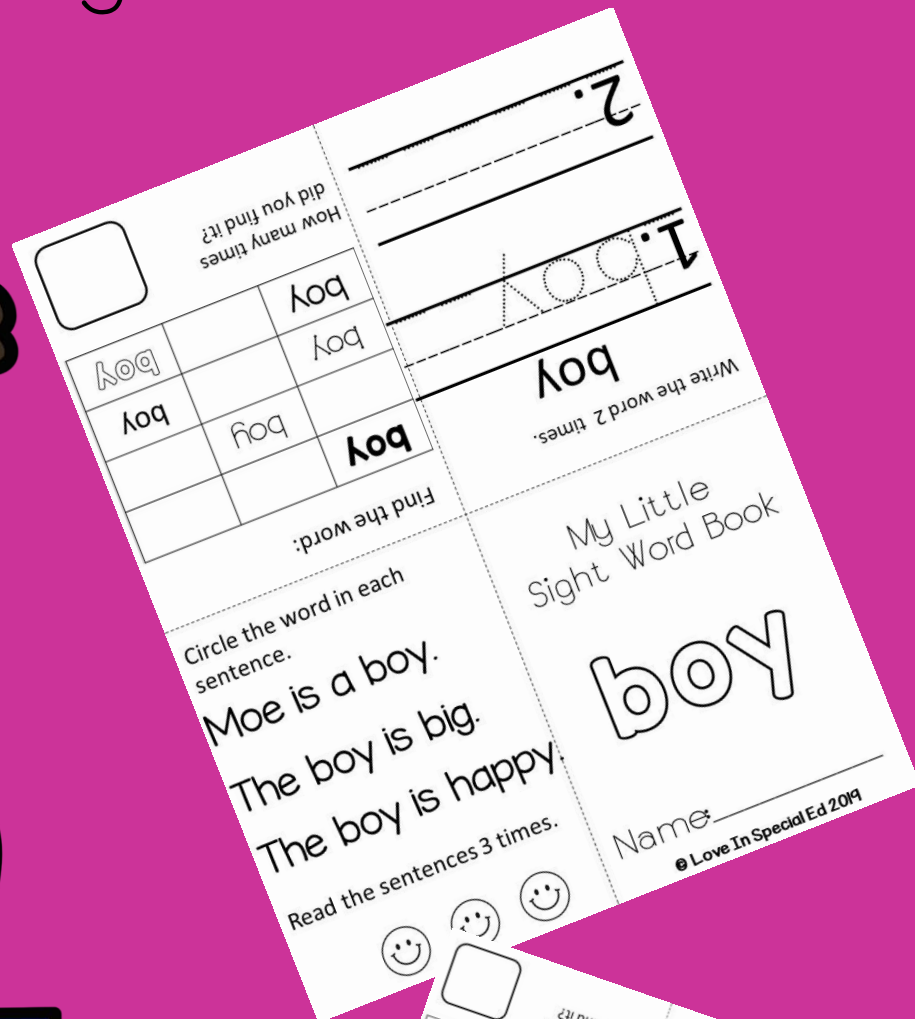 My Little
Sight Word Book
boy
Name:
© Love In Special Ed 2019
Circle the word in each
sentence.
Moe is a boy.
The boy is big.
The boy is happy.
Read the sentences 3 times.
Find the word:
boy
boy boy
boy boy
boy
How many times
did you find it?
Write the word 2 times.
boy
1. boy
2.